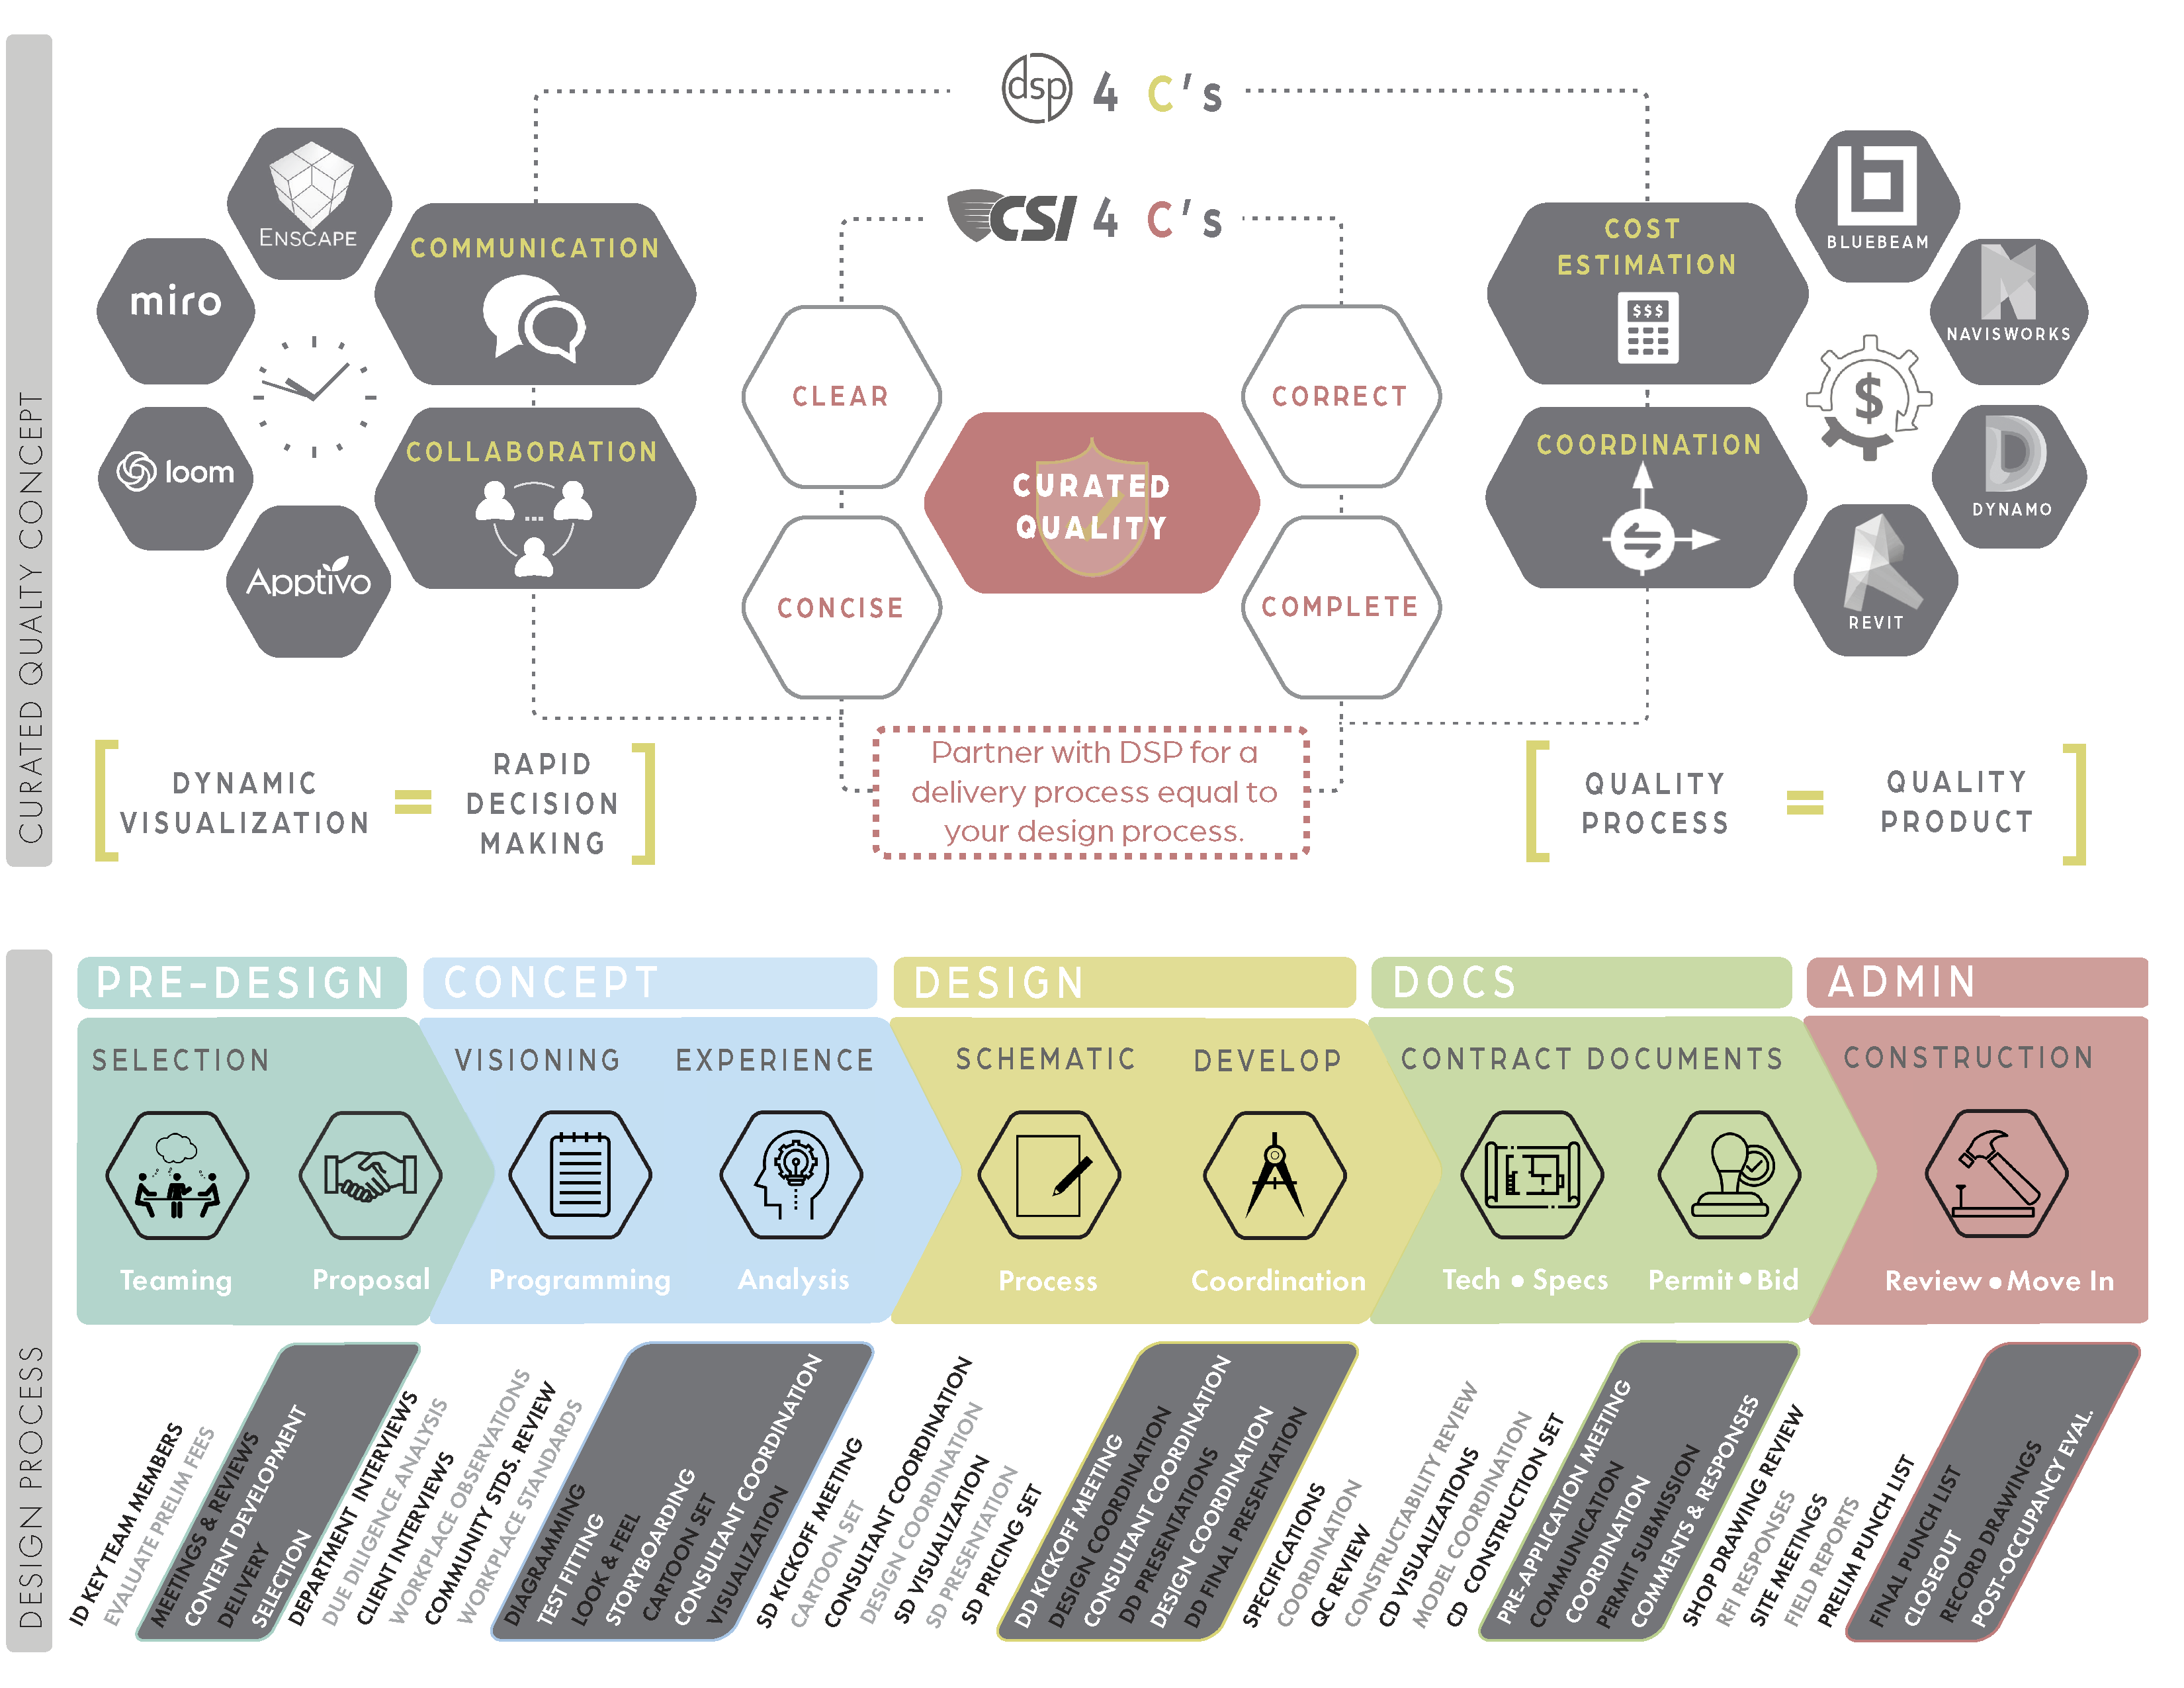 CURATED QUALTY CONCEPT
dsp 4 C's
CSI 4 C's
ENSCAPE
miro
loom
Apptivo
COMMUNICATION
COLLABORATION
CLEAR
CONCISE
CURATED
QUALITY
CORRECT
COMPLETE
COST
ESTIMATION
$$$
COORDINATION
BLUEBEAM
NAVISWORKS
$
DYNAMO
REVIT
DYNAMIC
VISUALIZATION
=
RAPID
DECISION
MAKING
Partner with DSP for a
delivery process equal to
your design process.
QUALITY
PROCESS
=
QUALITY
PRODUCT
DESIGN PROCESS
PRE-DESIGN
CONCEPT
DESIGN
DOCS
ADMIN
SELECTION
VISIONING
EXPERIENCE
SCHEMATIC
DEVELOP
CONTRACT DOCUMENTS
CONSTRUCTION
Teaming
Proposal
Programming
Analysis
Process
Coordination
Tech • Specs
Permit • Bid
Review • Move In
ID KEY TEAM MEMBERS
EVALUATE PRELIM FEES
MEETINGS & REVIEWS
CONTENT DEVELOPMENT
DELIVERY
SELECTION
DEPARTMENT INTERVIEWS
DUE DILIGENCE ANALYSIS
CLIENT INTERVIEWS
WORKPLACE OBSERVATIONS
COMMUNITY STDS. REVIEW
WORKPLACE STANDARDS
DIAGRAMMING
TEST FITTING
LOOK & FEEL
STORYBOARDING
CARTOON SET
CONSULTANT COORDINATION
VISUALIZATION
SD KICKOFF MEETING
CARTOON SET
CONSULTANT COORDINATION
DESIGN COORDINATION
SD VISUALIZATION
SD PRESENTATION
SD PRICING SET
DD KICKOFF MEETING
DESIGN COORDINATION
CONSULTANT COORDINATION
DD PRESENTATIONS
DESIGN COORDINATION
DD FINAL PRESENTATION
SPECIFICATIONS
COORDINATION
QC REVIEW
CONSTRUCTABILITY REVIEW
CD VISUALIZATIONS
MODEL COORDINATION
CD CONSTRUCTION SET
PRE-APPLICATION MEETING
COMMUNICATION
COORDINATION
PERMIT SUBMISSION
COMMENTS & RESPONSES
SHOP DRAWING REVIEW
RFI RESPONSES
SITE MEETINGS
FIELD REPORTS
PRELIM PUNCH LIST
FINAL PUNCH LIST
CLOSEOUT
RECORD DRAWINGS
POST-OCCUPANCY EVAL.